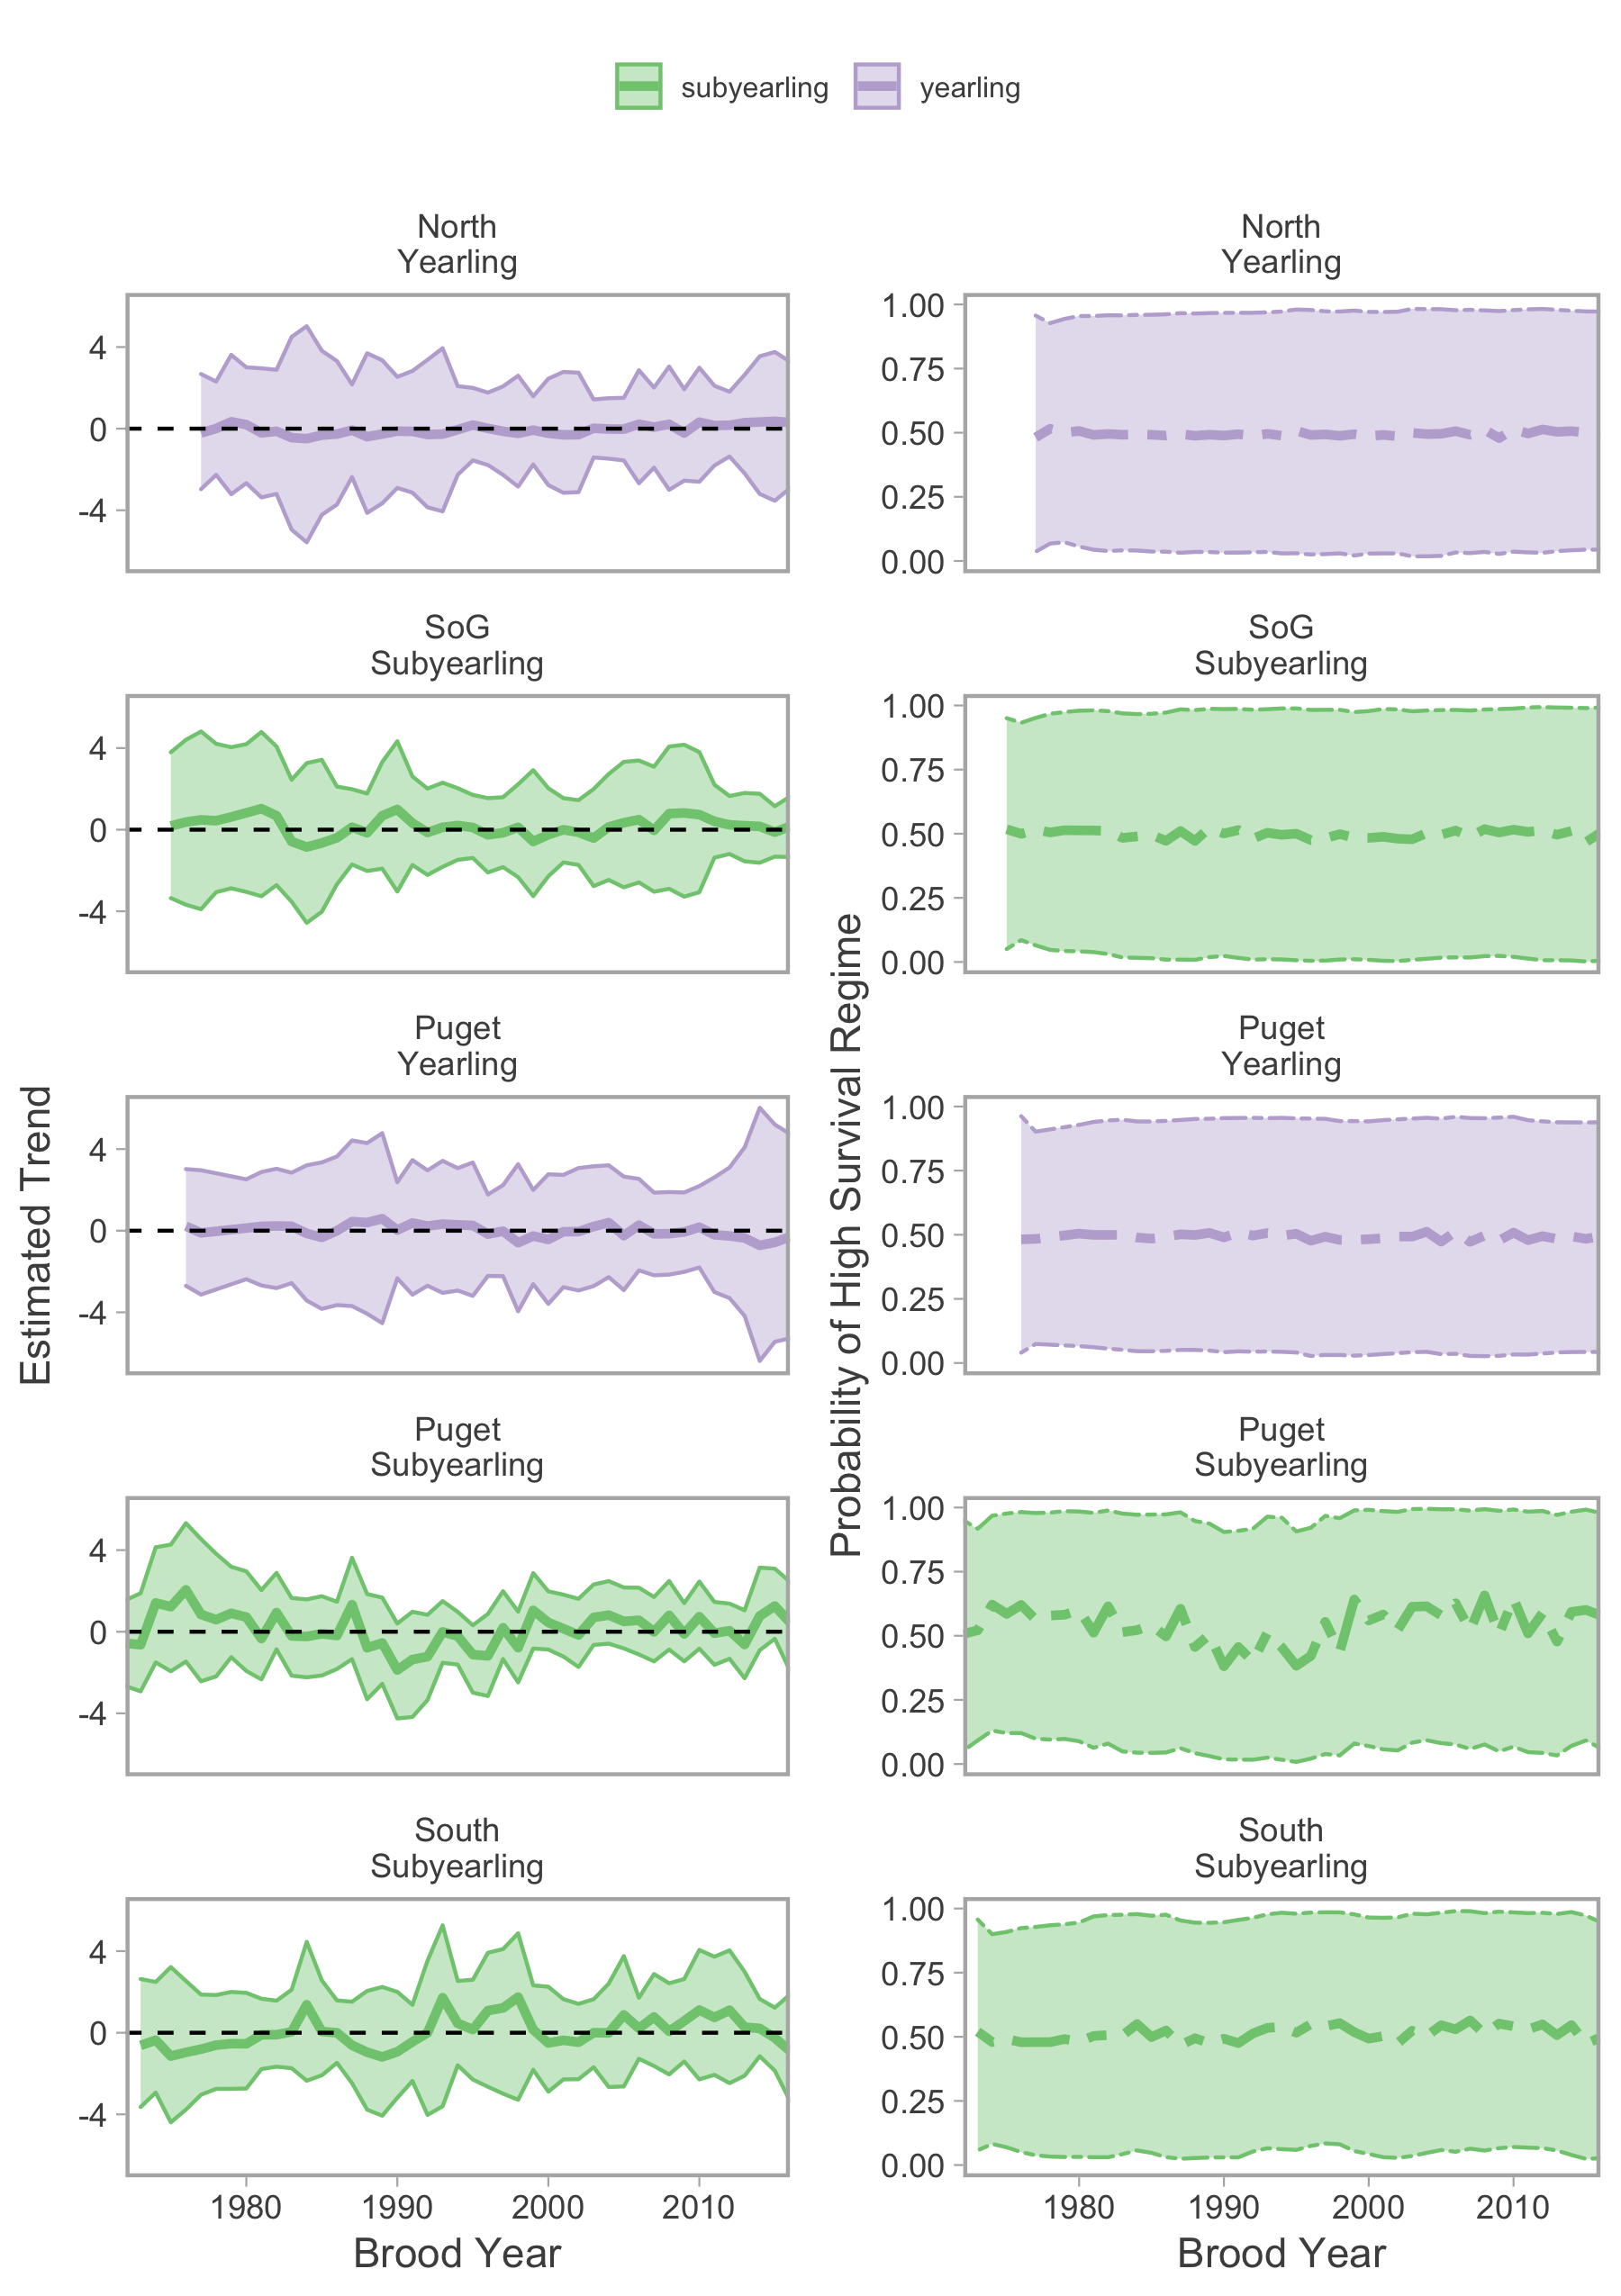 subyearling yearling
North
Yearling
4
0
-4
North
Yearling
1.00
0.75
0.50
0.25
0.00
SoG
Subyearling
4
0
-4
SoG
Subyearling
1.00
0.75
0.50
0.25
0.00
Puget
Yearling
4
0
-4
Puget
Yearling
1.00
0.75
0.50
0.25
0.00
Puget
Subyearling
4
0
-4
Puget
Subyearling
1.00
0.75
0.50
0.25
0.00
South
Subyearling
4
0
-4
South
Subyearling
1.00
0.75
0.50
0.25
0.00
Estimated Trend
Probability of High Survival Regime
1980 1990 2000 2010
Brood Year
1980 1990 2000 2010
Brood Year